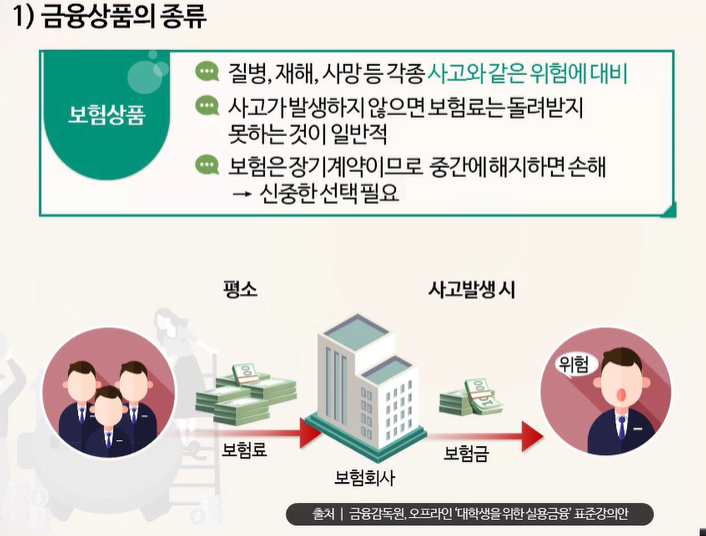 1) 금융상품의 종류
보험상품
질병, 재해, 사망 등 각종 사고와 같은 위험에 대비
사고가 발생하지 않으면 보험료는 돌려받지
못하는 것이 일반적
보험은 장기계약이므로 중간에 해지하면 손해
→ 신중한 선택 필요
평소
사고발생 시
위험
보험료
보험금
보험회사
출처 | 금융감독원, 오프라인 '대학생을 위한 실용금융' 표준강의안